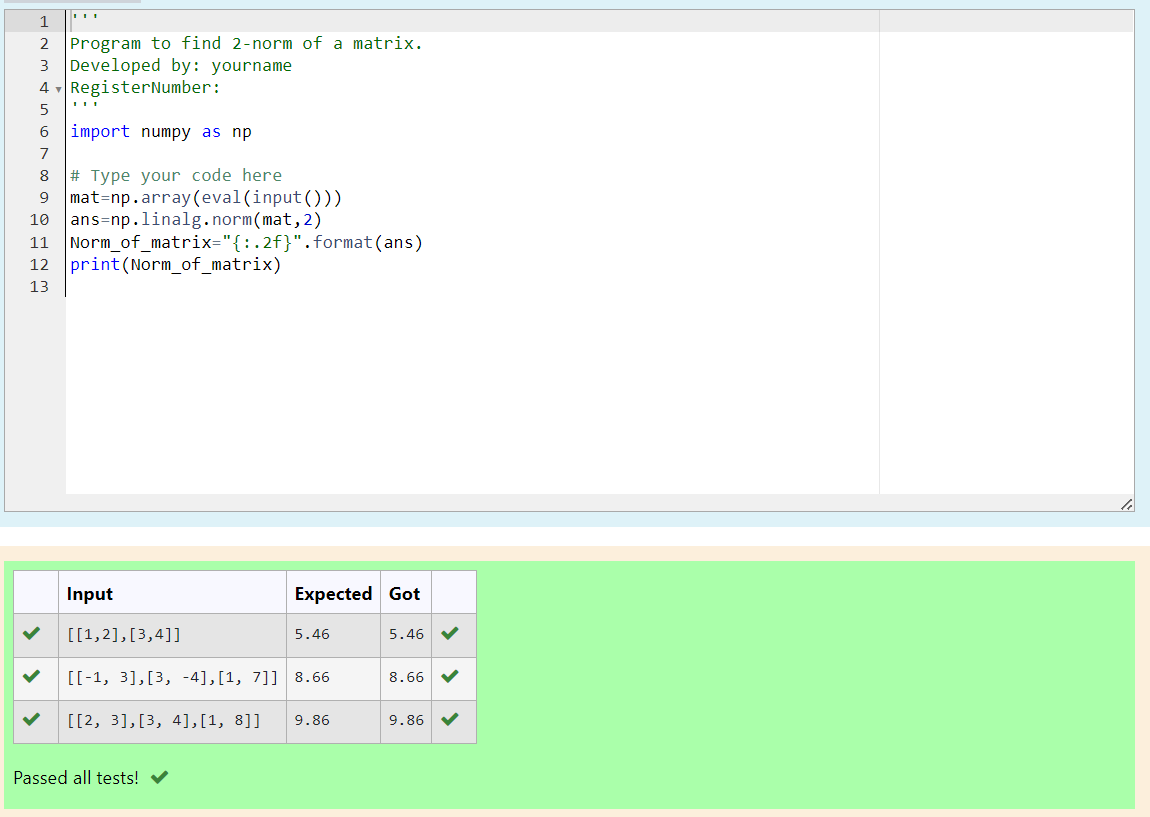 1 '''
2 Program to find 2-norm of a matrix.
3 Developed by: yourname
4 RegisterNumber:
5 '''
6 import numpy as np
7
8 # Type your code here
9 mat=np.array(eval(input()))
10 ans=np.linalg.norm(mat,2)
11 Norm_of_matrix="{:.2f}".format(ans)
12 print(Norm_of_matrix)
13
Input Expected Got
[[1,2],[3,4]] 5.46 5.46
[[-1, 3],[3, -4],[1, 7]] 8.66 8.66
[[2, 3],[3, 4],[1, 8]] 9.86 9.86
Passed all tests!